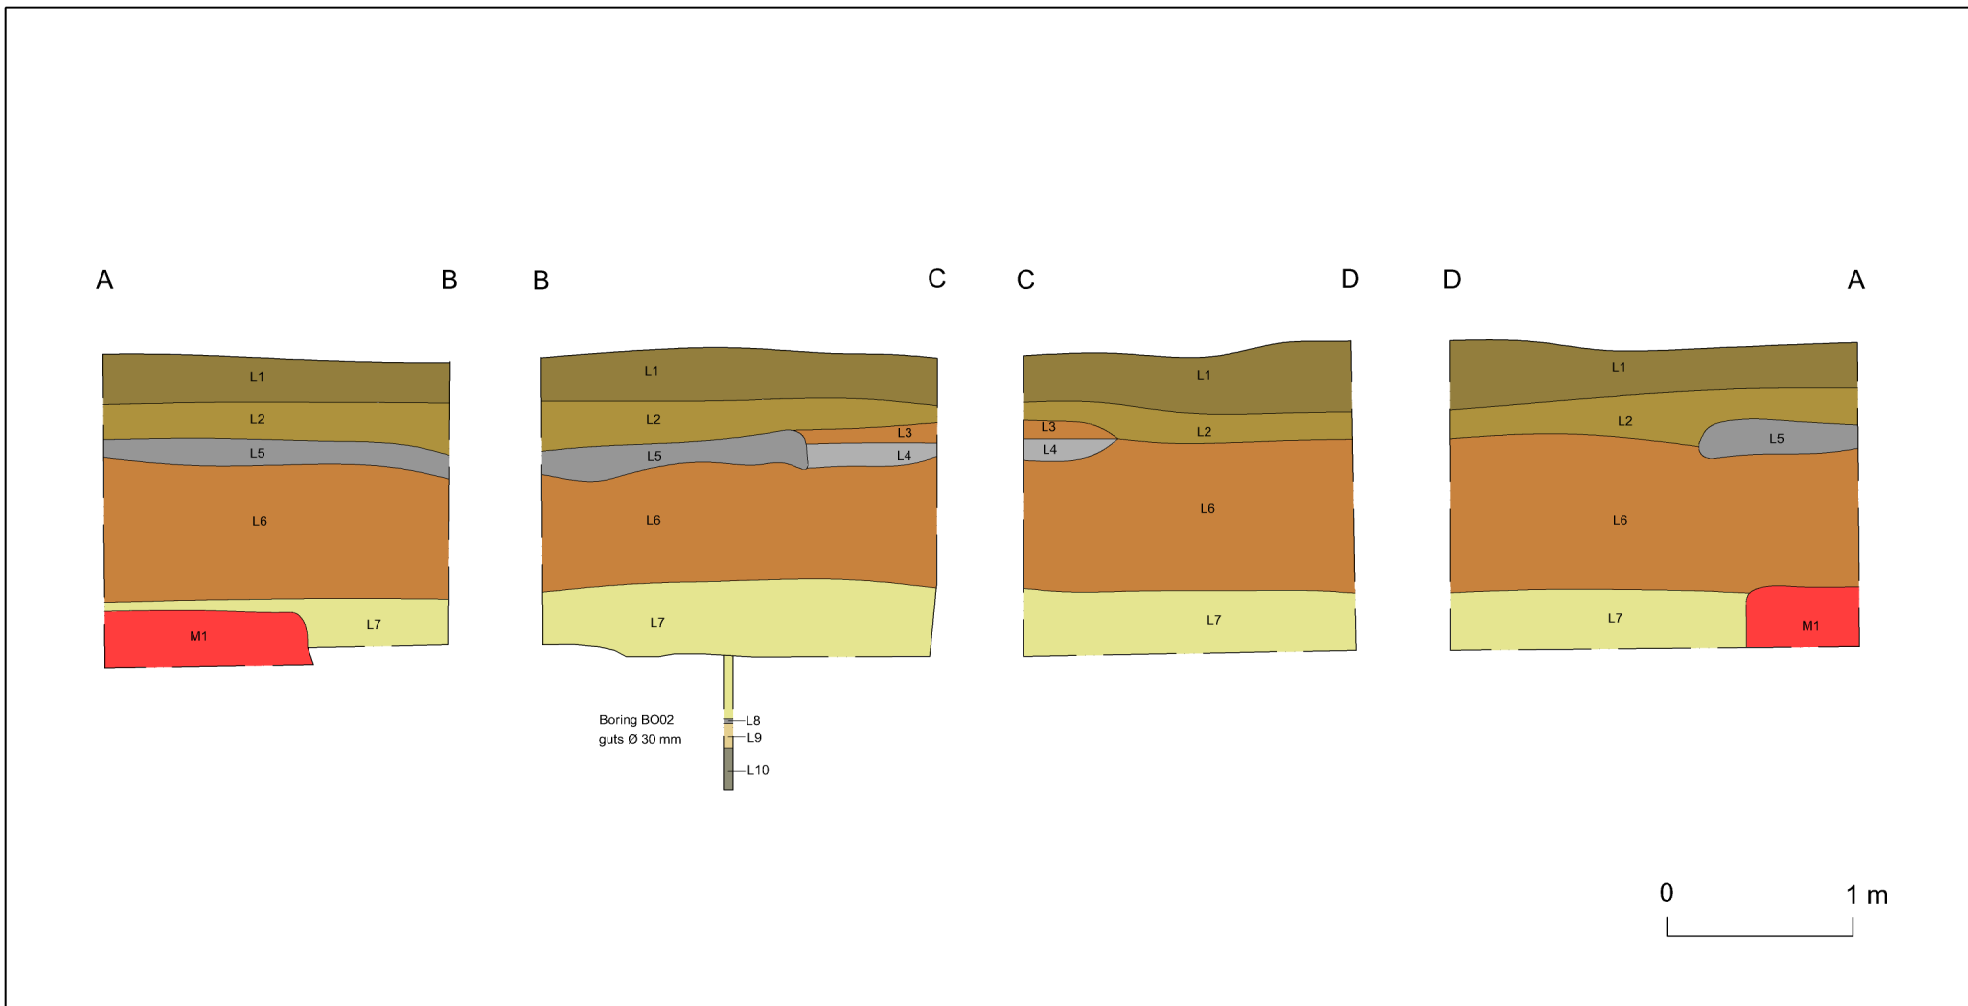 A B B C C D D A
L1
L2
L5
L6
L7
M1
L1
L2
L3
L5
L4
L6
L7
Boring BO02
guts Ø 30 mm
L8
L9
L10
L1
L3
L2
L4
L6
L7
L1
L2
L5
L6
L7
M1
0 1 m